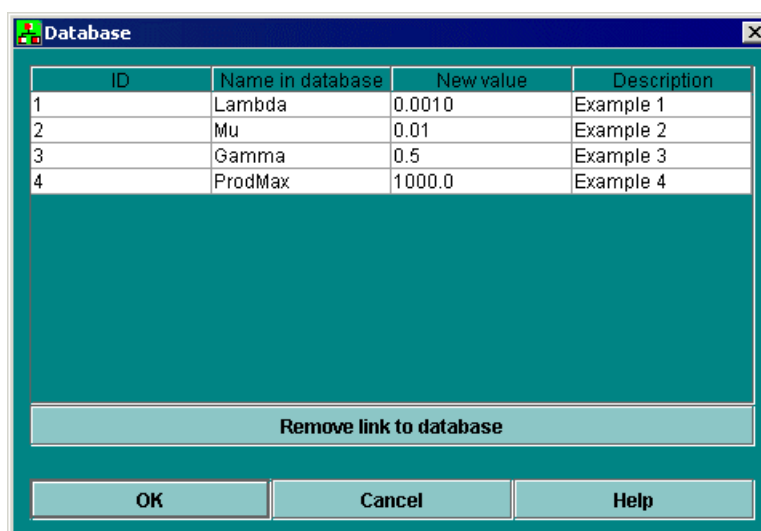 Database
ID Name in database New value Description
1 Lambda 0.0010 Example 1
2 Mu 0.01 Example 2
3 Gamma 0.5 Example 3
4 ProdMax 1000.0 Example 4
Remove link to database
OK Cancel Help